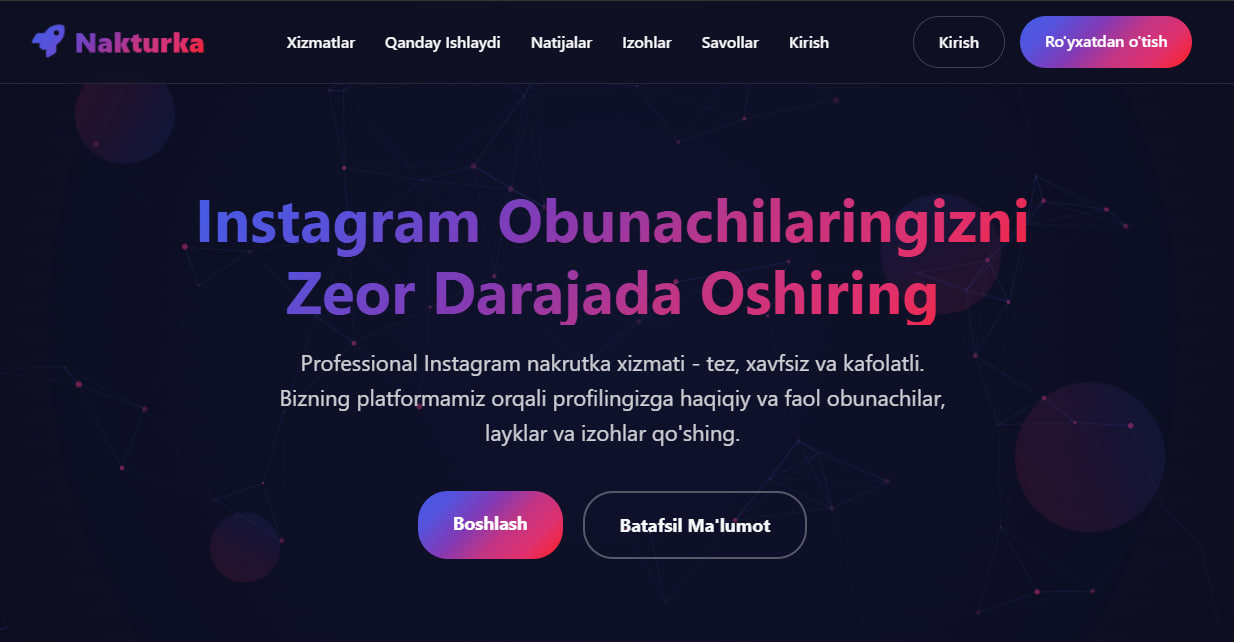 Nakturka
Xizmatlar
Qanday Ishlaydi
Natijalar
Izohlar
Savollar
Kirish
Kirish
Ro'yxatdan o'tish
Instagram Obunachilaringizni
Zeor Darajada Oshiring
Professional Instagram nakrutka xizmati - tez, xavfsiz va kafolatli.
Bizning platformamiz orqali profilingizga haqiqiy va faol obunachilar,
layklar va izohlar qo'shing.
Boshlash
Batafsil Ma'lumot